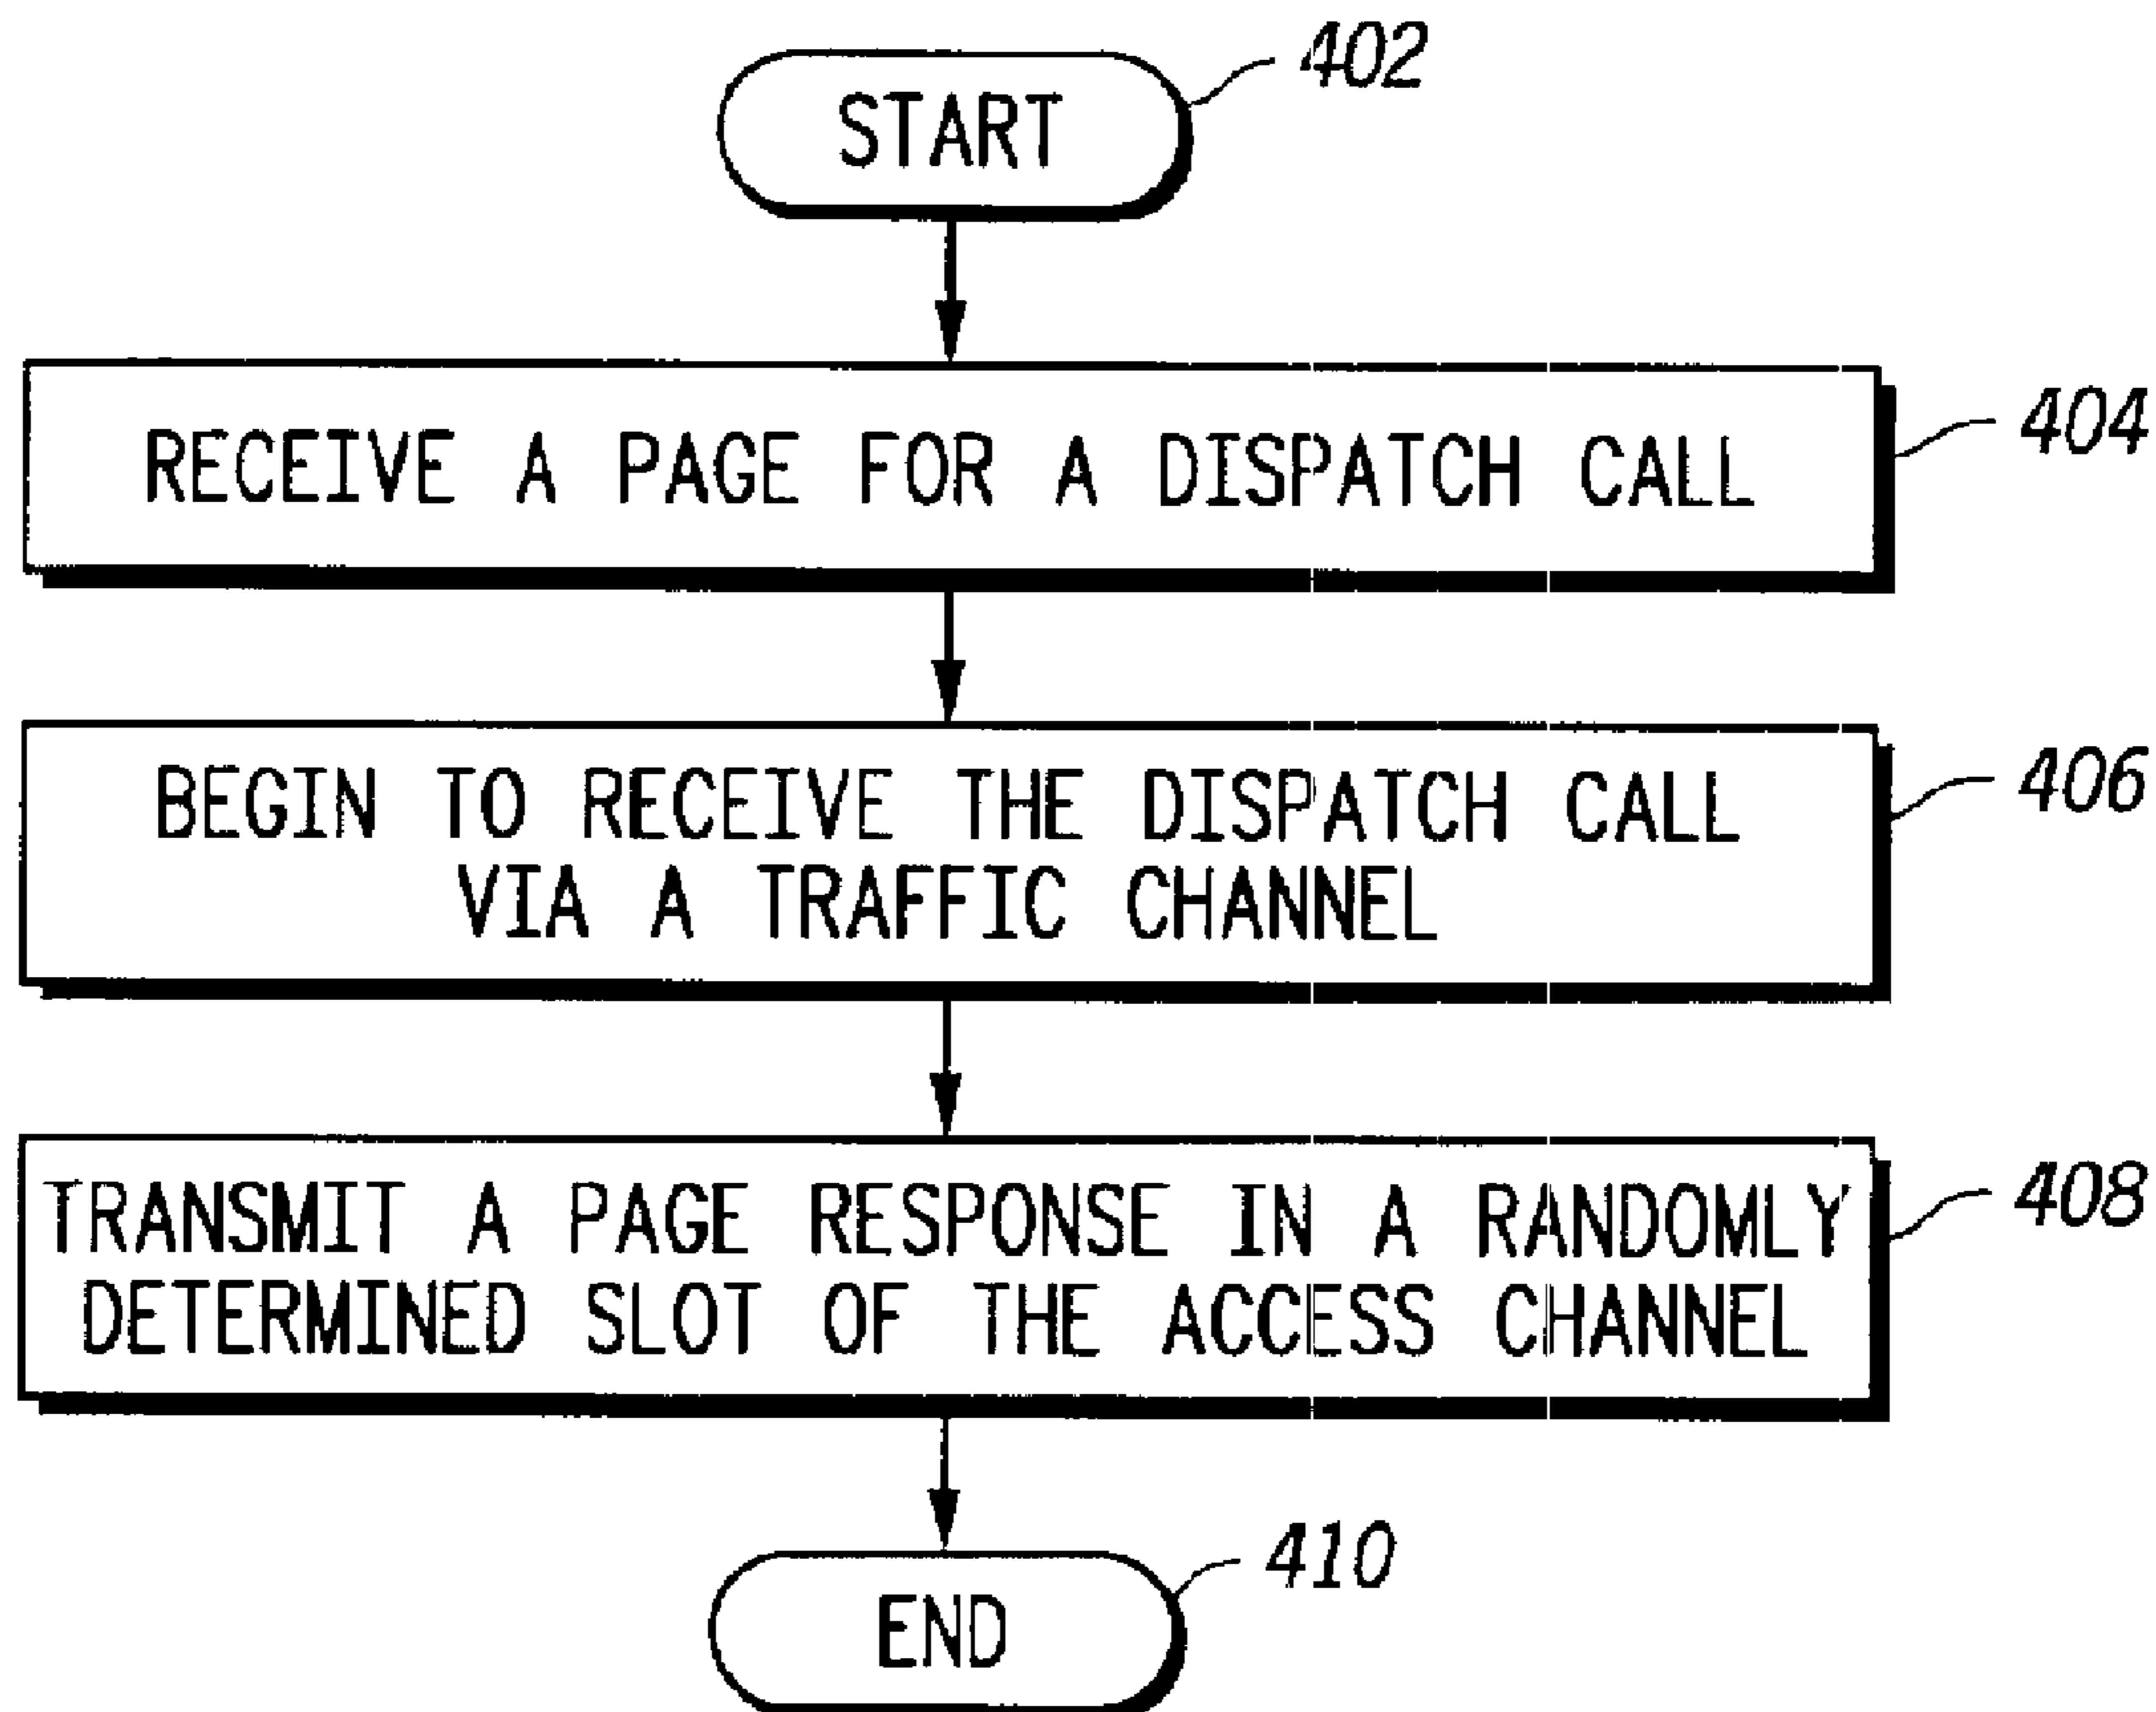 START
402
RECEIVE A PAGE FOR A DISPATCH CALL
404
BEGIN TO RECEIVE THE DISPATCH CALL
VIA A TRAFFIC CHANNEL
406
TRANSMIT A PAGE RESPONSE IN A RANDOMLY
DETERMINED SLOT OF THE ACCESS CHANNEL
408
END
410